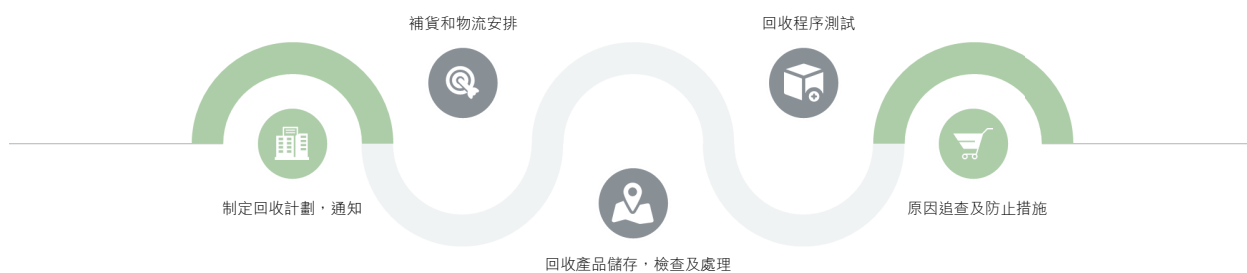 補貨和物流安排
回收程序測試
制定回收計劃・通知
原因追查及防止措施
回收產品儲存・檢查及處理